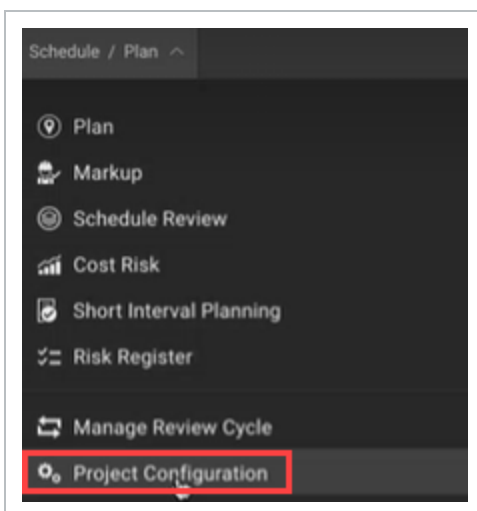 Schedule / Plan
Plan
Markup
Schedule Review
Cost Risk
Short Interval Planning
Risk Register
Manage Review Cycle
Project Configuration